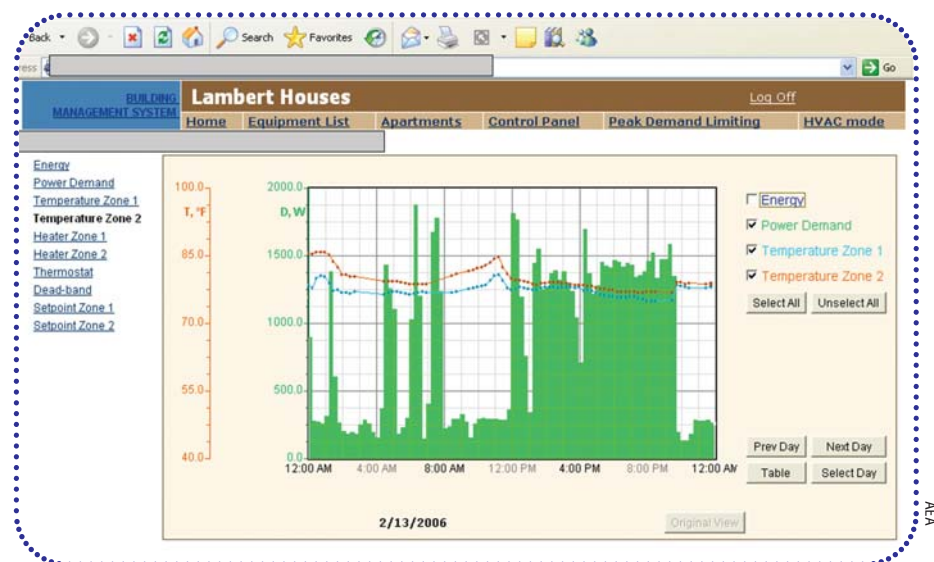 Back Search Favorites
ress Go
BUILDING
MANAGEMENT SYSTEM
Lambert Houses Log Off
Home Equipment List Apartments Control Panel Peak Demand Limiting HVAC mode
Energy
Power Demand
Temperature Zone 1
Temperature Zone 2
Heater Zone 1
Heater Zone 2
Thermostat
Dead-band
Setpoint Zone 1
Setpoint Zone 2
100.0
T, °F
85.0
70.0
55.0
40.0
2000.0
D, W
1500.0
1000.0
500.0
0.0
12:00 AM 4:00 AM 8:00 AM 12:00 PM 4:00 PM 8:00 PM 12:00 AM
2/13/2006
Energy
Power Demand
Temperature Zone 1
Temperature Zone 2
Select All Unselect All
Prev Day Next Day
Table Select Day
Original View
AEA